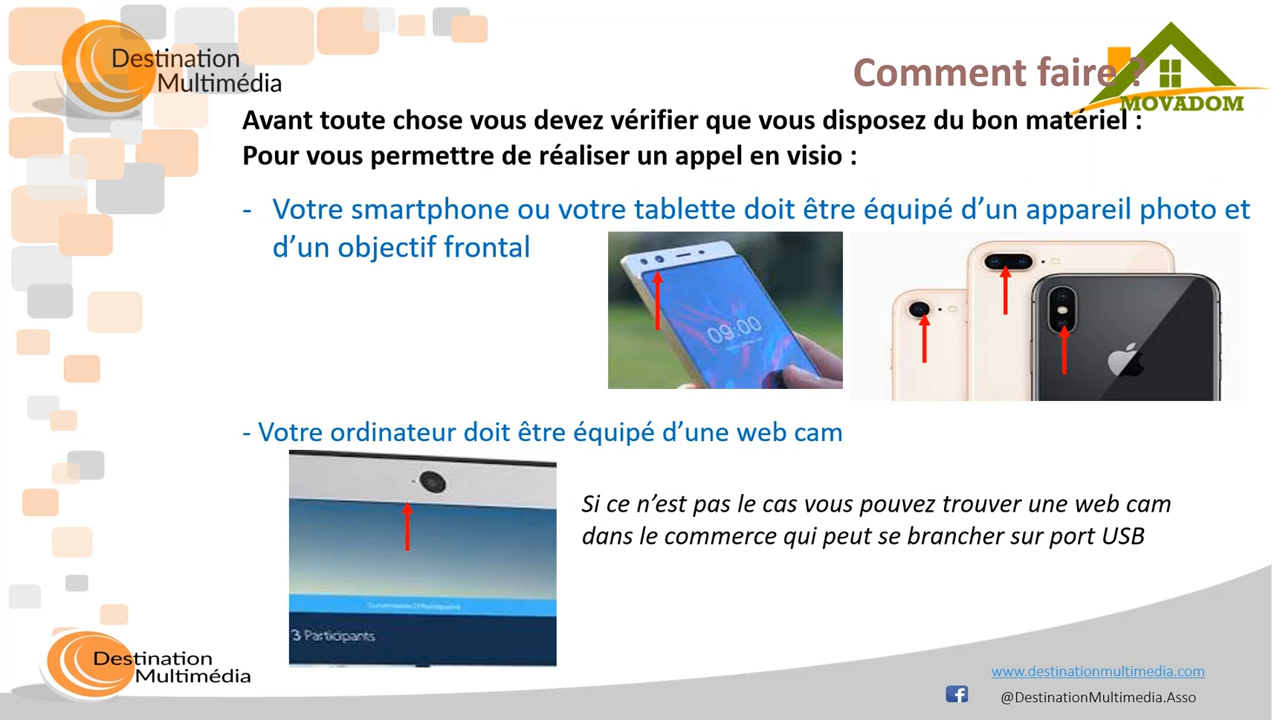 Destination
Multimédia
Comment faire ?
MOVADOM
Avant toute chose vous devez vérifier que vous disposez du bon matériel :
Pour vous permettre de réaliser un appel en visio :
- Votre smartphone ou votre tablette doit être équipé d’un appareil photo et
d’un objectif frontal
09:00
- Votre ordinateur doit être équipé d’une web cam
Si ce n’est pas le cas vous pouvez trouver une web cam
dans le commerce qui peut se brancher sur port USB
3 Participants
Destination
Multimédia
www.destinationmultimedia.com
@DestinationMultimedia.Asso